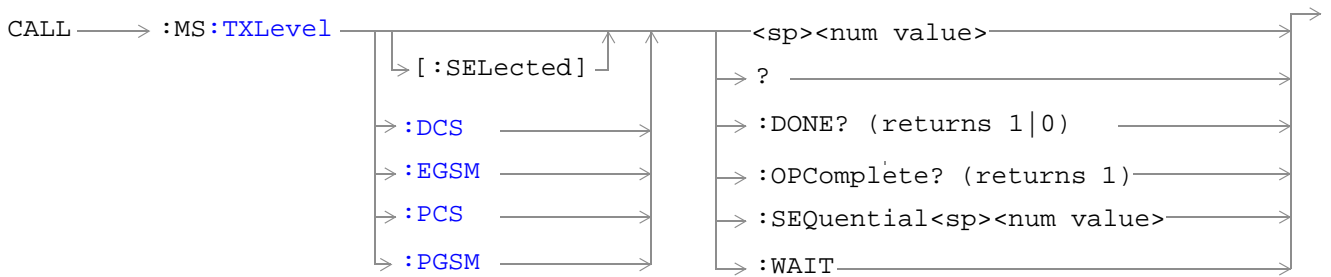 CALL :MS:TXLevel <sp><num value>
[:SELected] ?
:DCS :DONE? (returns 1|0)
:EGSM :OPComplete? (returns 1)
:PCS :SEQuential<sp><num value>
:PGSM :WAIT